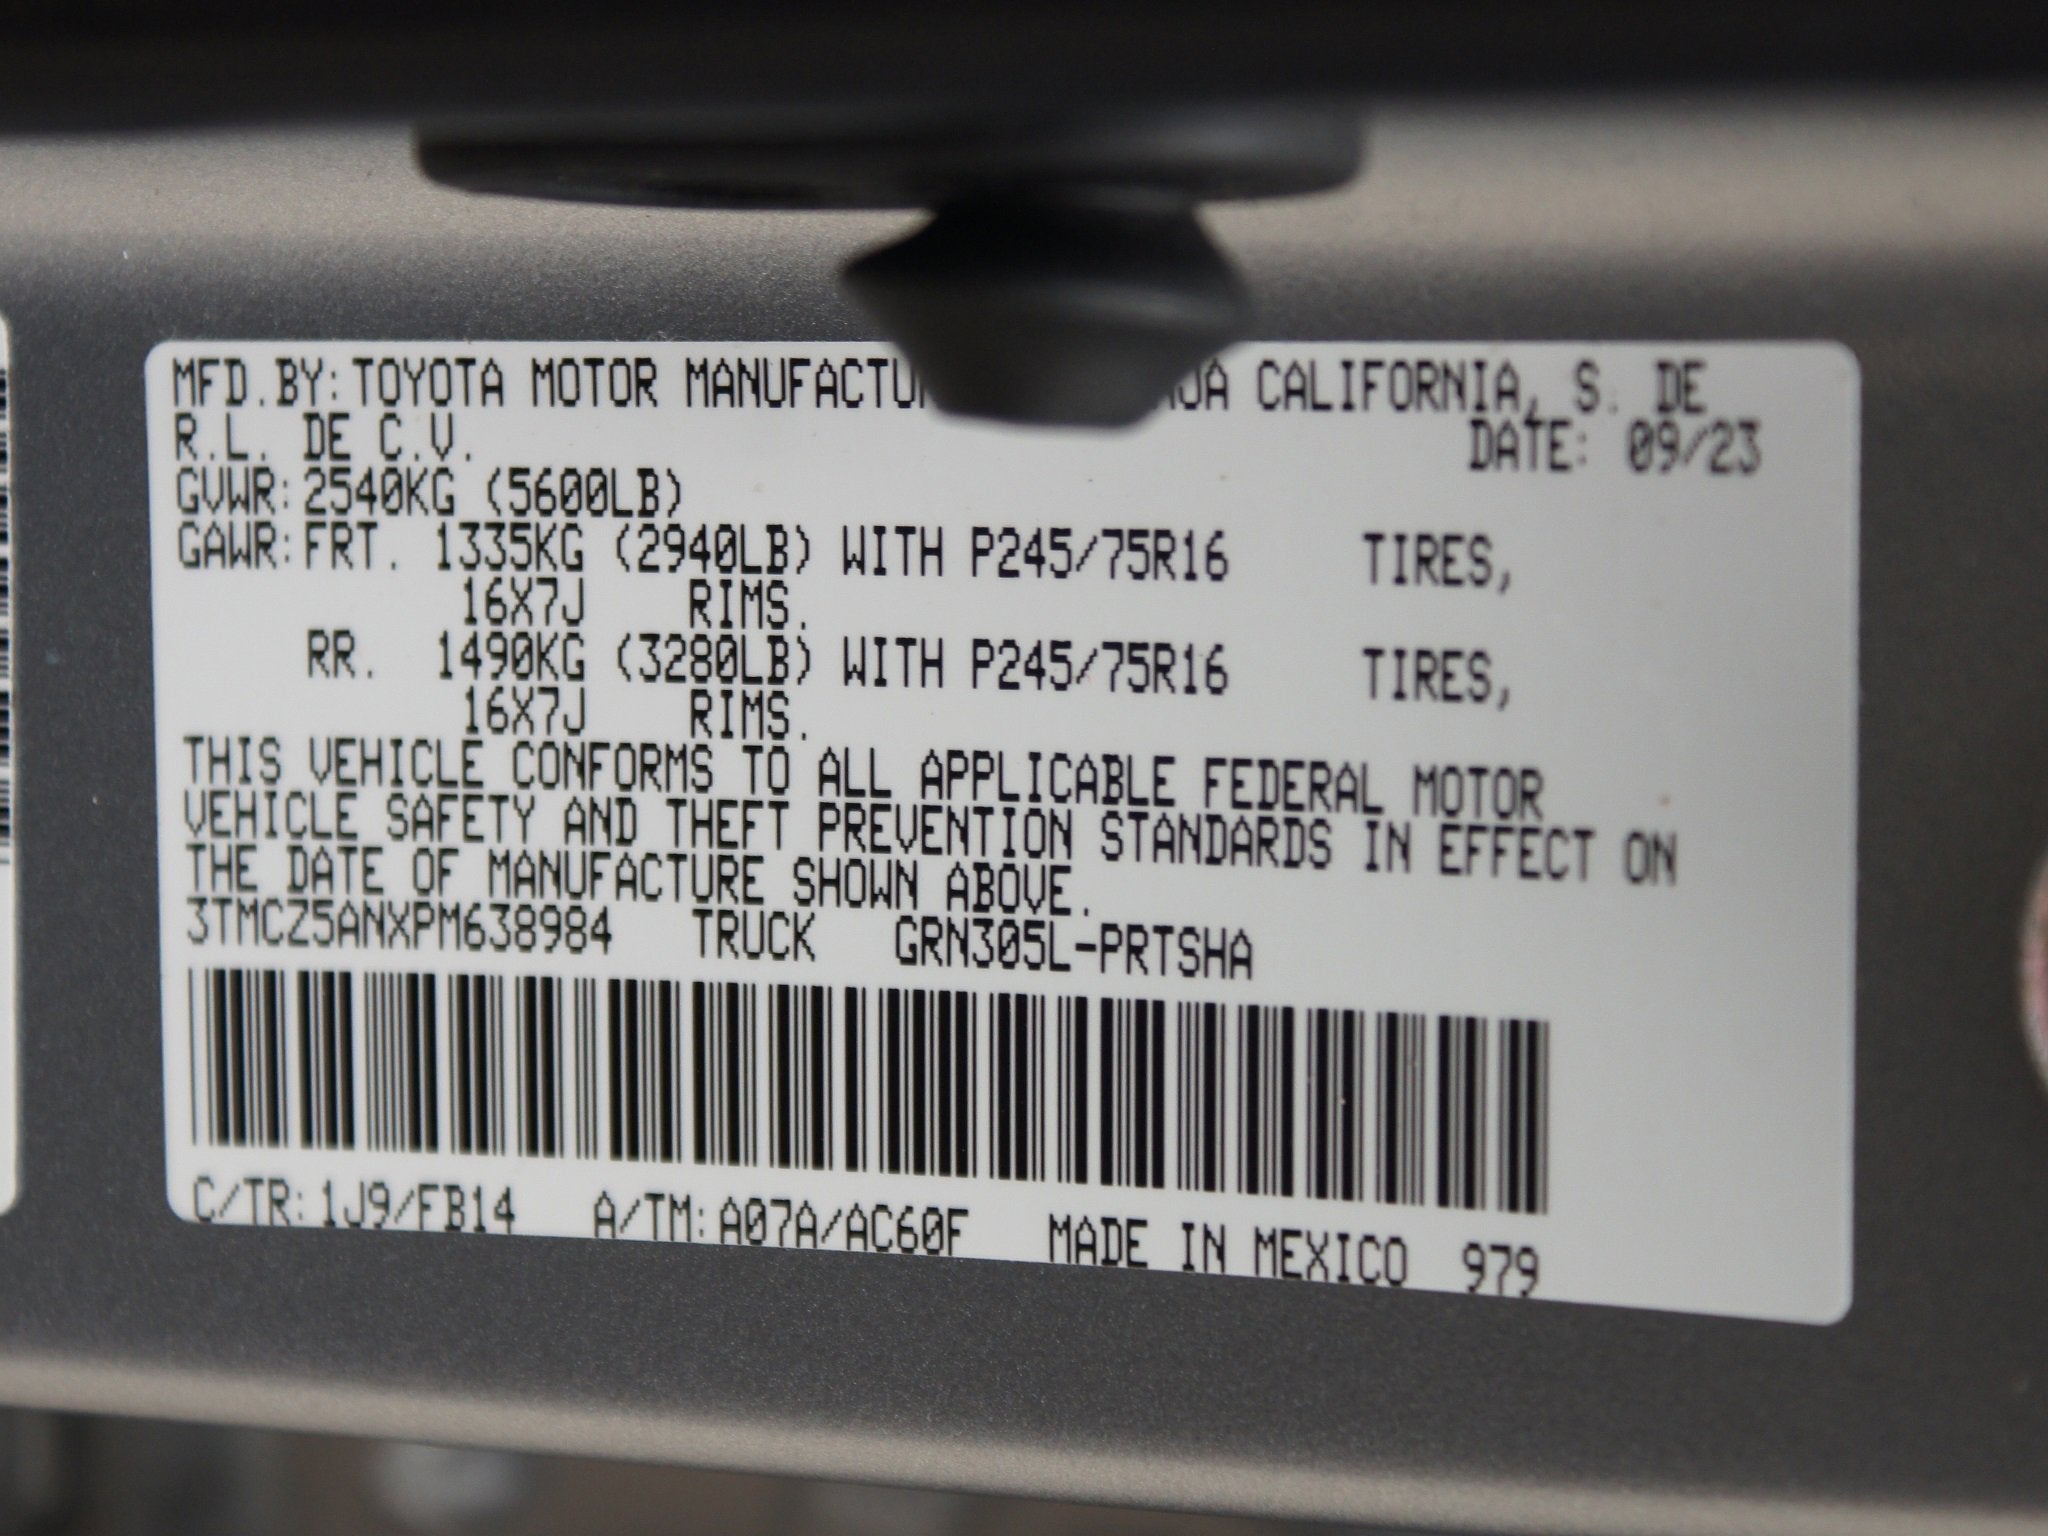 MFD.BY:TOYOTA MOTOR CALIFORNIA, S. DE
R.L. DE C.V. DATE: 09/23
GVWR:2540KG (5600LB)
GAWR:FRT. 1335KG (2940LB) WITH P245/75R16 TIRES,
16X7J RIMS.
RR. 1490KG (3280LB) WITH P245/75R16 TIRES,
16X7J RIMS.
THIS VEHICLE CONFORMS TO ALL APPLICABLE FEDERAL MOTOR
VEHICLE SAFETY AND THEFT PREVENTION STANDARDS IN EFFECT ON
THE DATE OF MANUFACTURE SHOWN ABOVE.
3TMCZ5ANXPM638984 TRUCK GRN305L-PRTSHA
C/TR:1J9/FB14 A/TM:A07A/AC60F MADE IN MEXICO 979